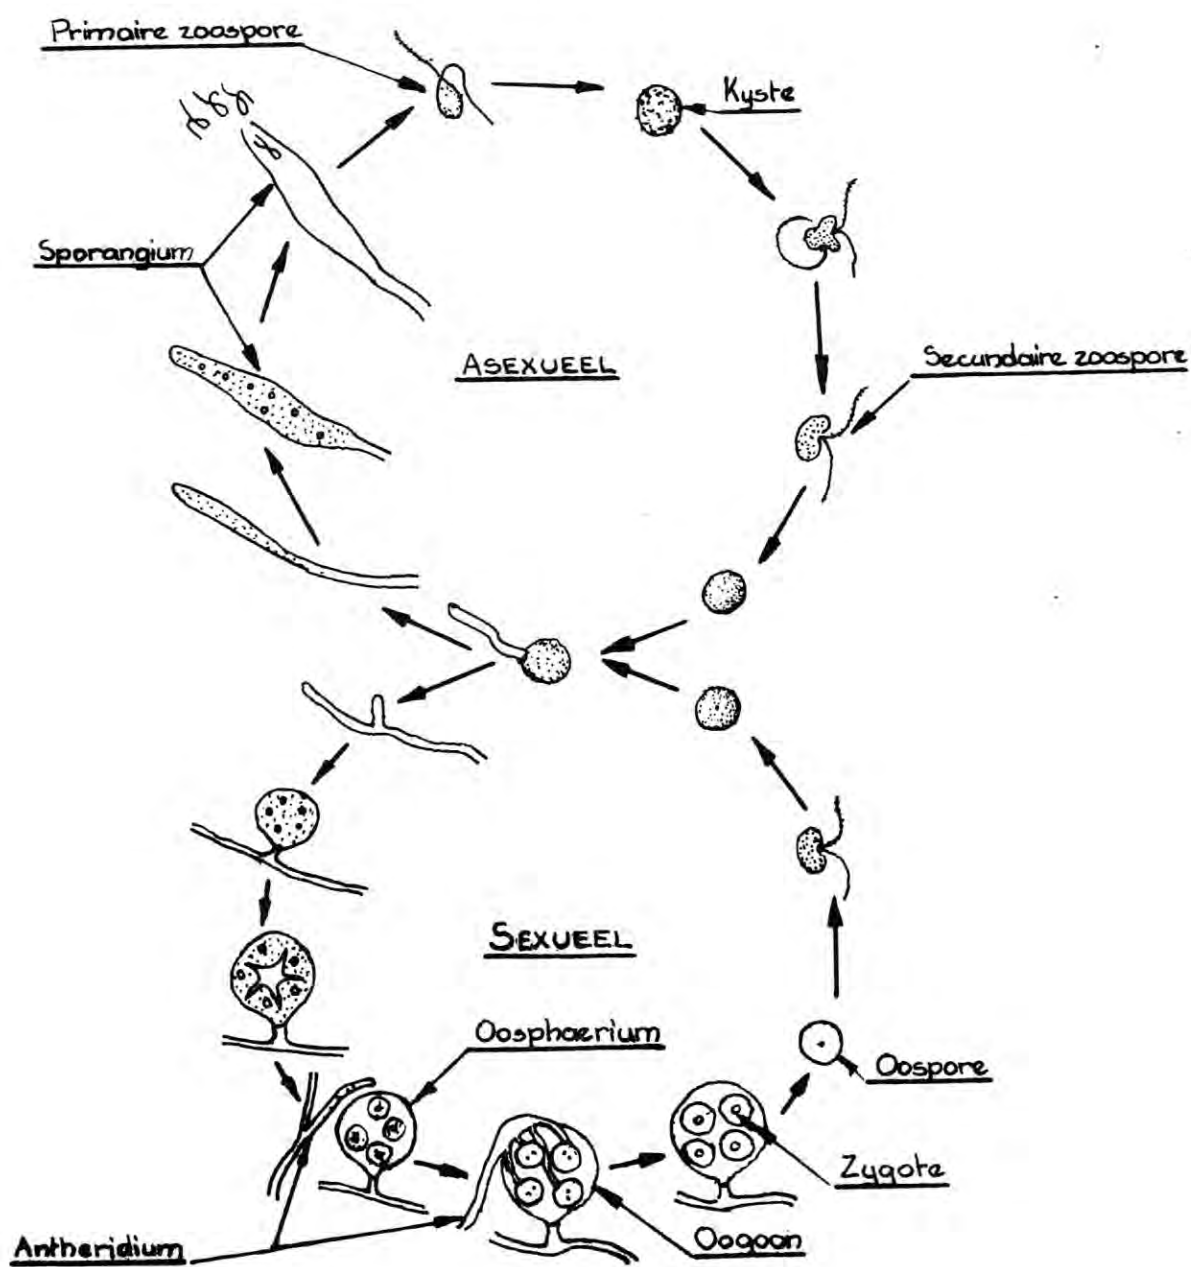 Primaire zoospore
Kyste
Sporangium
ASEXUEEL
Secundaire zoospore
SEXUEEL
Oosphaerium
Oospore
Zygote
Antheridium
Oogoon